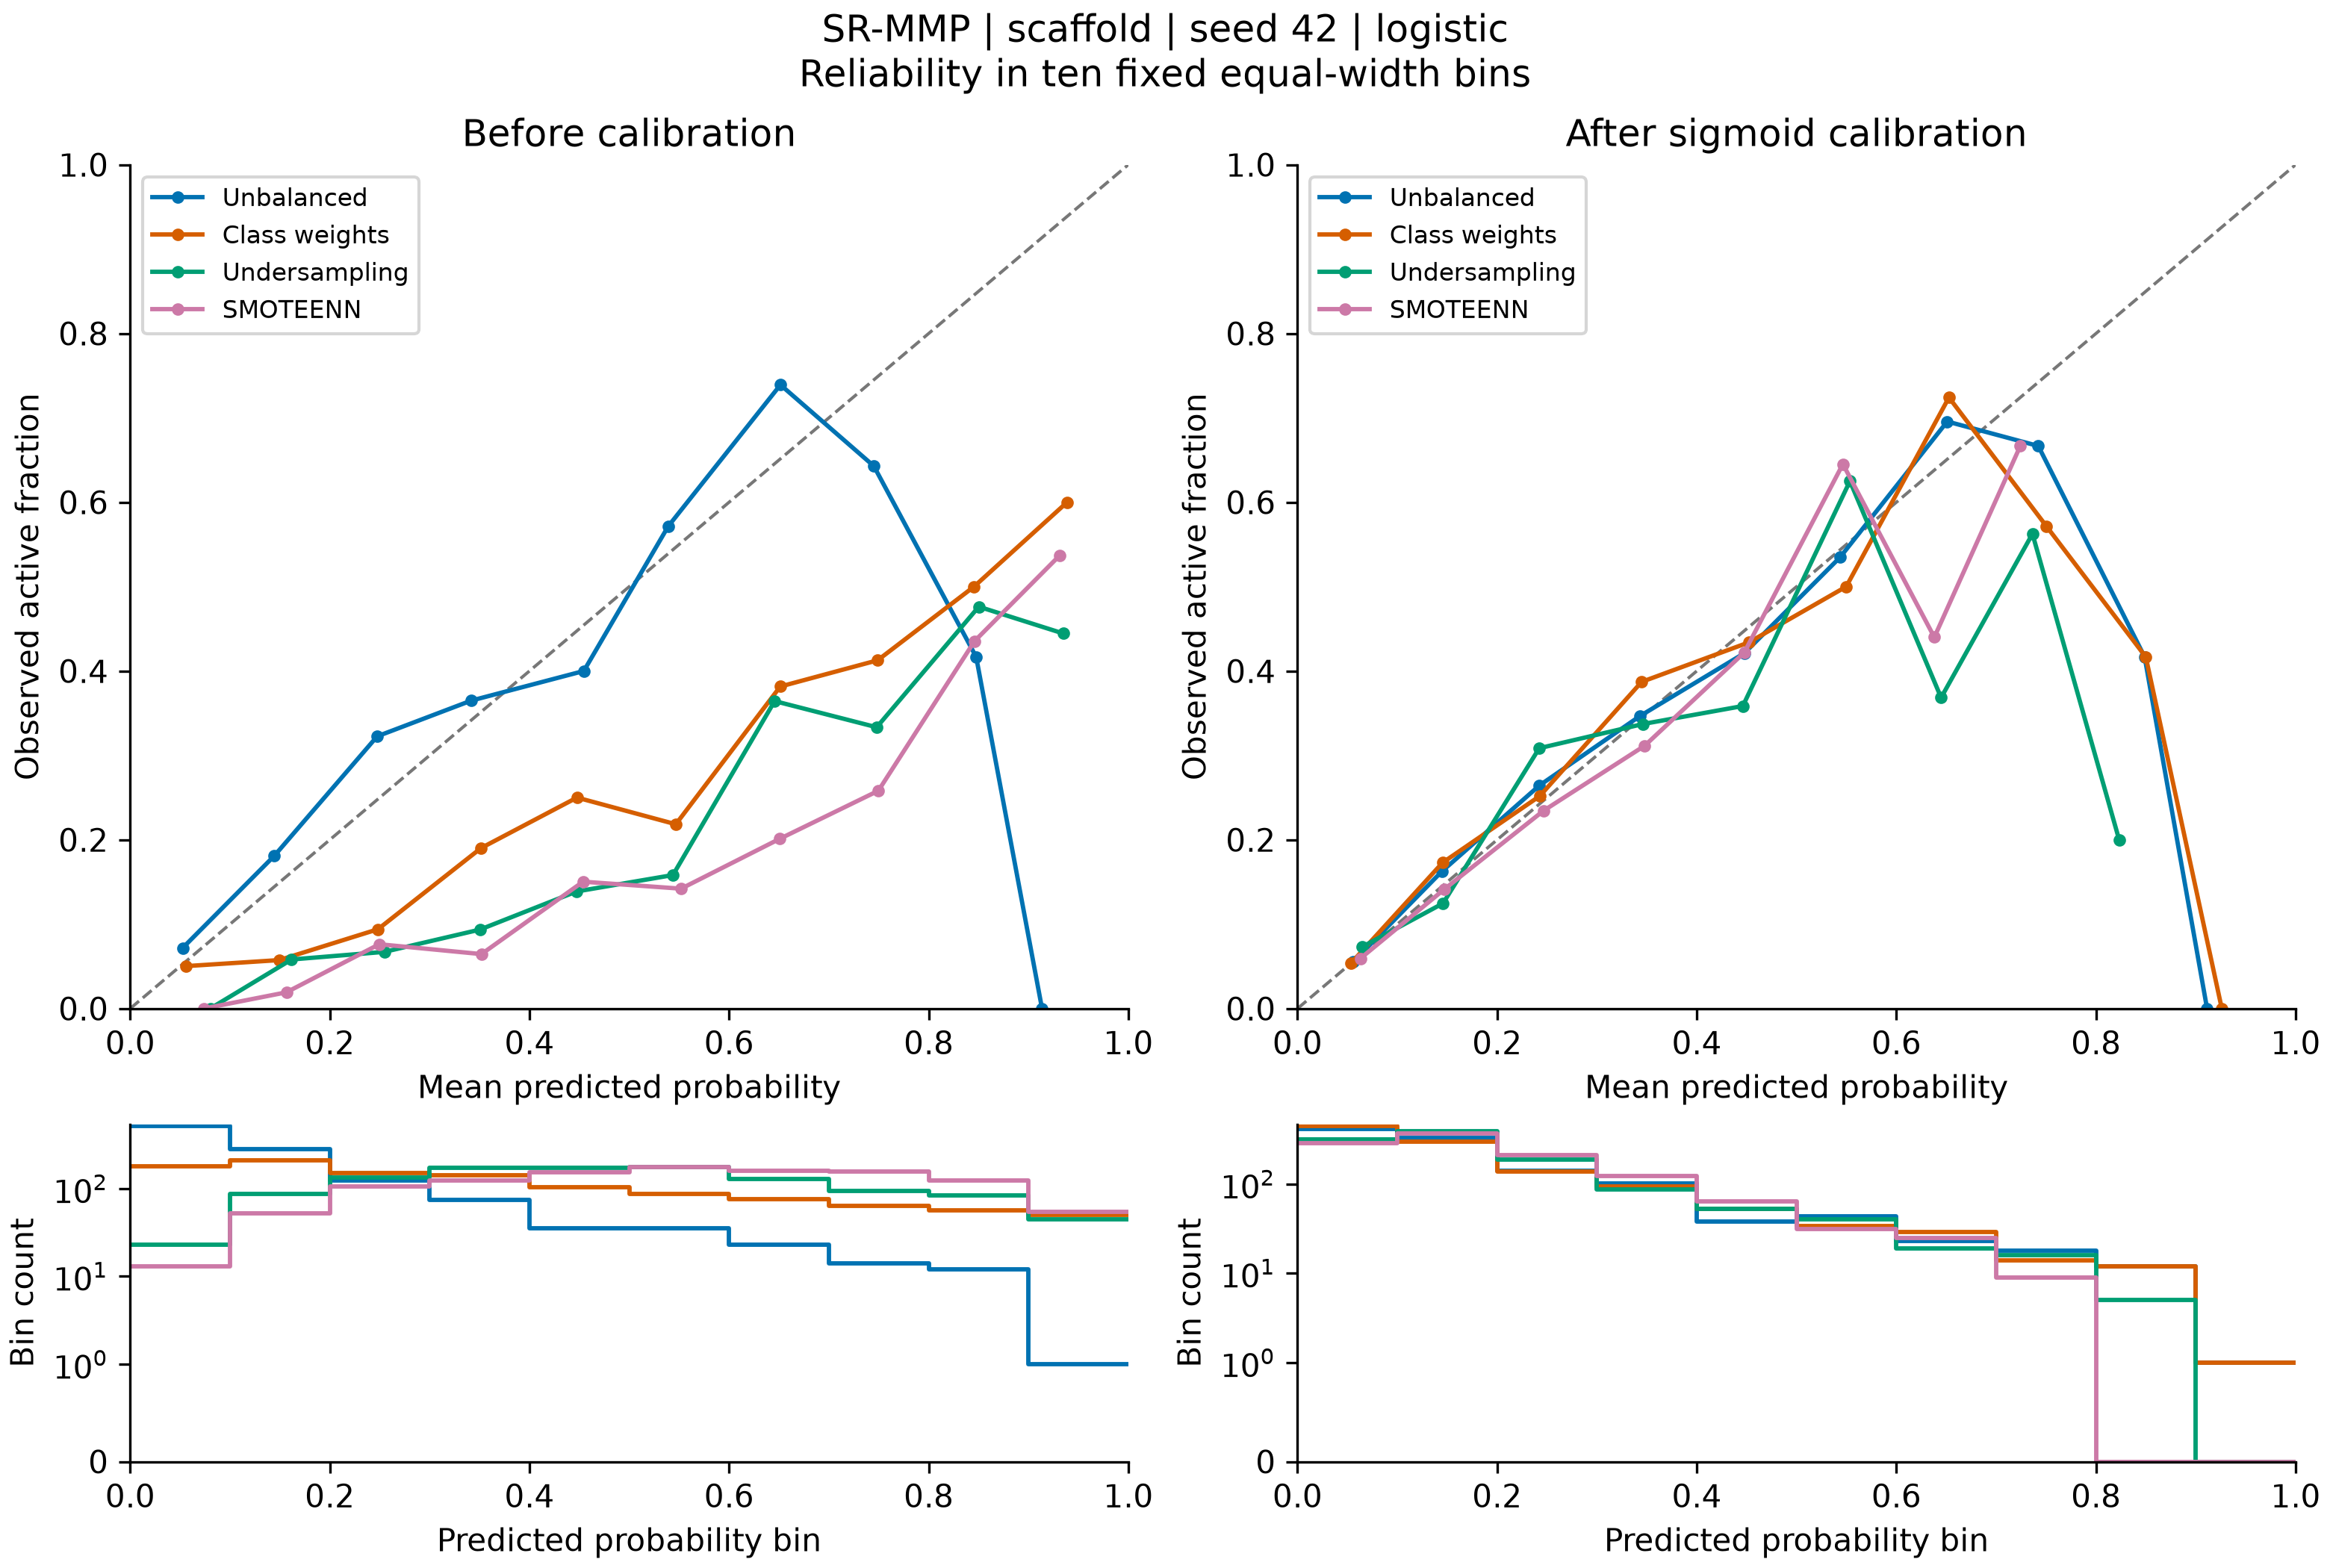 SR-MMP | scaffold | seed 42 | logistic
Reliability in ten fixed equal-width bins
Before calibration
1.0
0.8
0.6
0.4
0.2
0.0
Observed active fraction
Unbalanced
Class weights
Undersampling
SMOTEENN
0.0 0.2 0.4 0.6 0.8 1.0
Mean predicted probability
After sigmoid calibration
1.0
0.8
0.6
0.4
0.2
0.0
Observed active fraction
Unbalanced
Class weights
Undersampling
SMOTEENN
0.0 0.2 0.4 0.6 0.8 1.0
Mean predicted probability
10²
10¹
10⁰
0
Bin count
0.0 0.2 0.4 0.6 0.8 1.0
Predicted probability bin
10²
10¹
10⁰
0
Bin count
0.0 0.2 0.4 0.6 0.8 1.0
Predicted probability bin